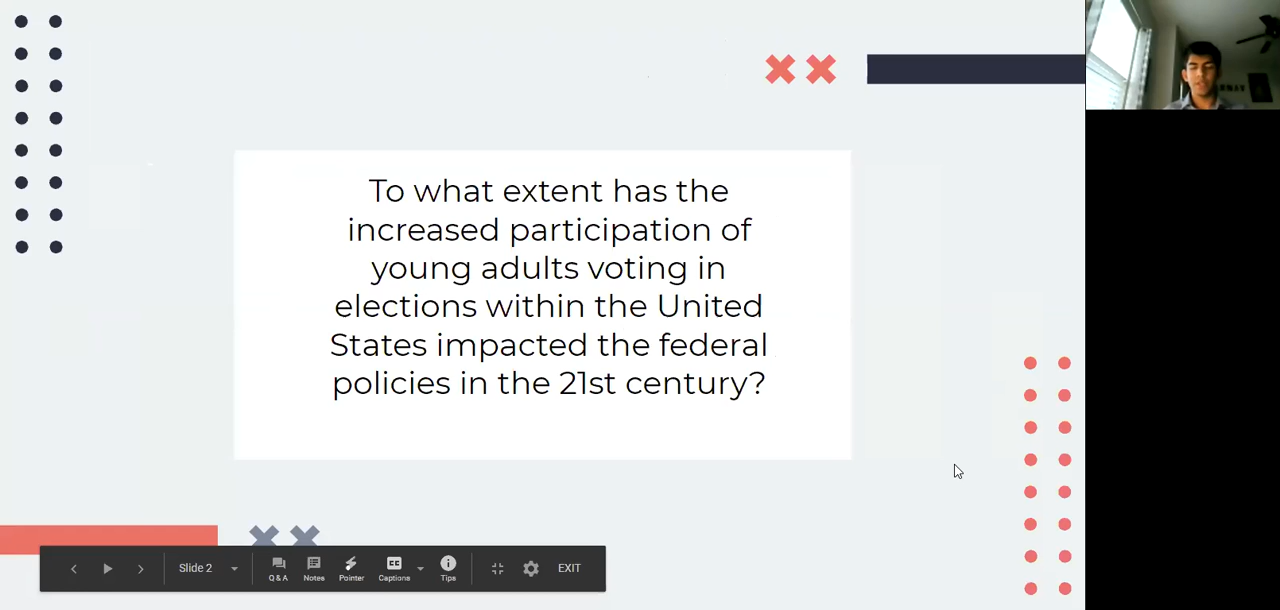 To what extent has the
increased participation of
young adults voting in
elections within the United
States impacted the federal
policies in the 21st century?
Slide 2
Q & A
Notes
Pointer
Captions
Tips
EXIT